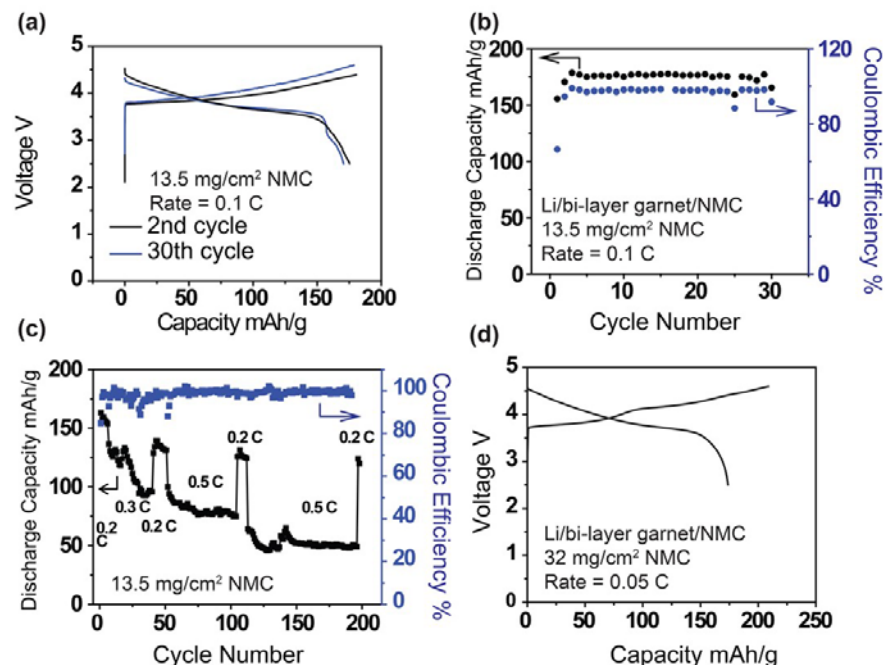 (a)
5
4
3
2
1
0
Voltage V
13.5 mg/cm² NMC
Rate = 0.1 C
2nd cycle
30th cycle
0 50 100 150 200
Capacity mAh/g
(b)
200
175
150
125
100
75
50
25
0
Discharge Capacity mAh/g
120
80
40
0
Coulombic Efficiency %
Li/bi-layer garnet/NMC
13.5 mg/cm² NMC
Rate = 0.1 C
0 10 20 30
Cycle Number
(c)
200
150
100
50
0
Discharge Capacity mAh/g
100
80
60
40
20
0
Coulombic Efficiency %
0.2 C 0.2 C
0.5 C 0.5 C
0.3 C
0.2
C
0.2 C
13.5 mg/cm² NMC
0 50 100 150 200
Cycle Number
(d)
5
4
3
2
1
0
Voltage V
Li/bi-layer garnet/NMC
32 mg/cm² NMC
Rate = 0.05 C
0 50 100 150 200 250
Capacity mAh/g